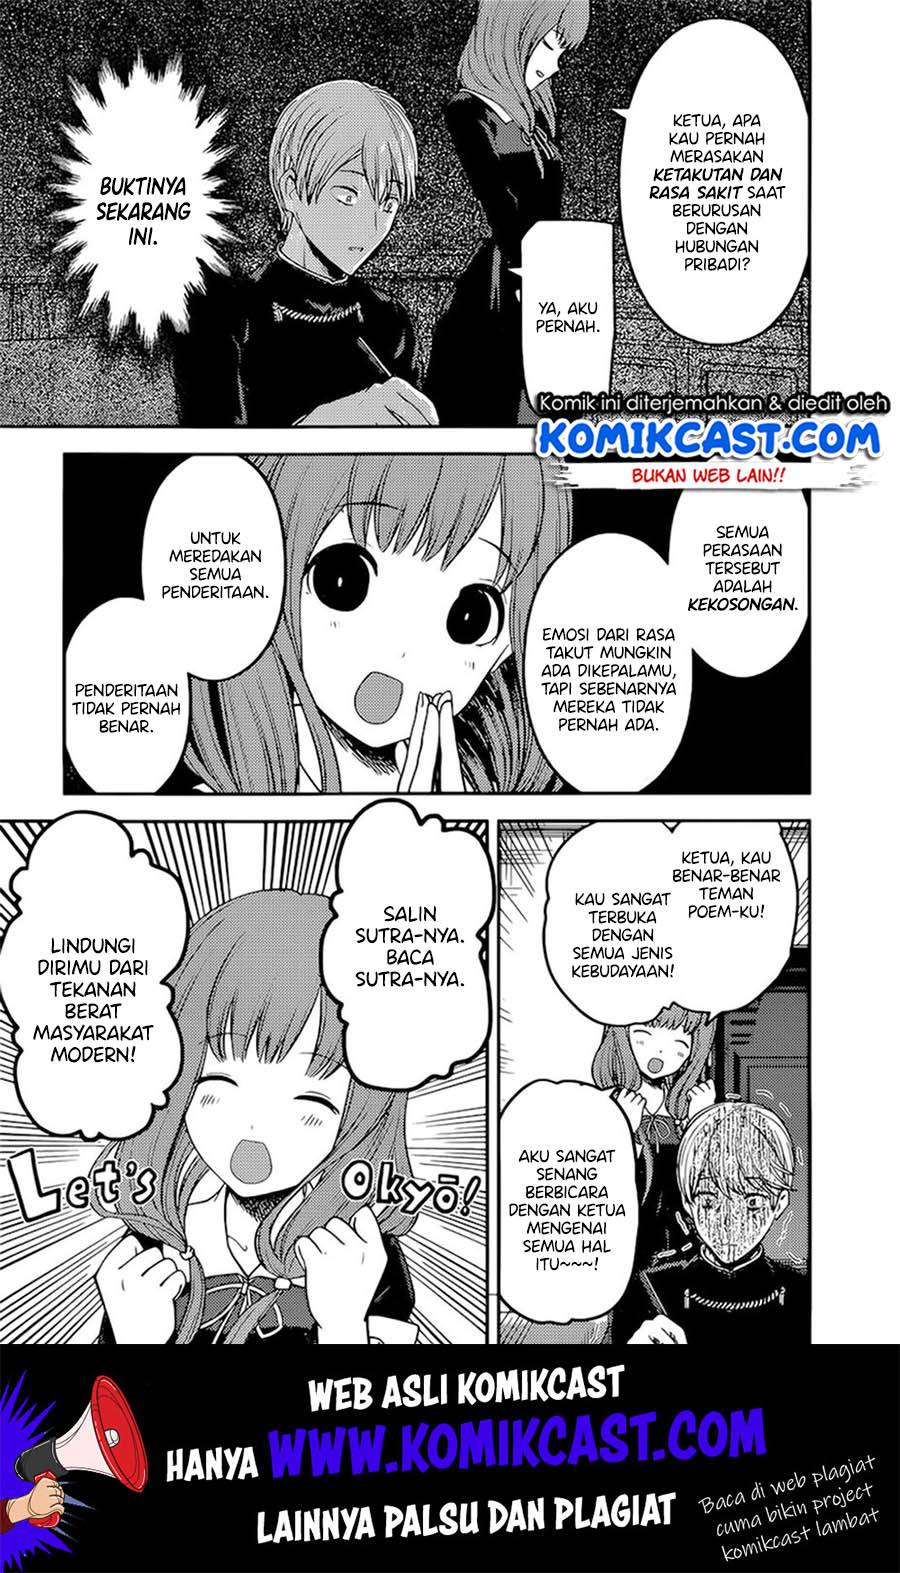 KETUA, APA
KAU PERNAH
MERASAKAN
KETAKUTAN DAN
RASA SAKIT SAAT
BERURUSAN
DENGAN
HUBUNGAN
PRIBADI?
YA, AKU
PERNAH.
BUKTINYA
SEKARANG
INI.
Komik ini diterjemahkan & diedit oleh
KOMIKCAST.COM
BUKAN WEB LAIN!!
SEMUA
PERASAAN
TERSEBUT
ADALAH
KEKOSONGAN.
EMOSI DARI RASA
TAKUT MUNGKIN
ADA DIKEPALAMU,
TAPI SEBENARNYA
MEREKA TIDAK
PERNAH ADA.
UNTUK
MEREDAKAN
SEMUA
PENDERITAAN.
PENDERITAAN
TIDAK PERNAH
BENAR.
KETUA, KAU
BENAR-BENAR
TEMAN
POEM-KU!
KAU SANGAT
TERBUKA
DENGAN
SEMUA JENIS
KEBUDAYAAN!
AKU SANGAT
SENANG
BERBICARA
DENGAN KETUA
MENGENAI
SEMUA HAL
ITU~~~!
SALIN
SUTRA-NYA.
BACA
SUTRA-NYA.
LINDUNGI
DIRIMU DARI
TEKANAN
BERAT
MASYARAKAT
MODERN!
Let's Okyō!
WEB ASLI KOMIKCAST
HANYA WWW.KOMIKCAST.COM
LAINNYA PALSU DAN PLAGIAT
Baca di web plagiat
cuma bikin project
komikcast lambat